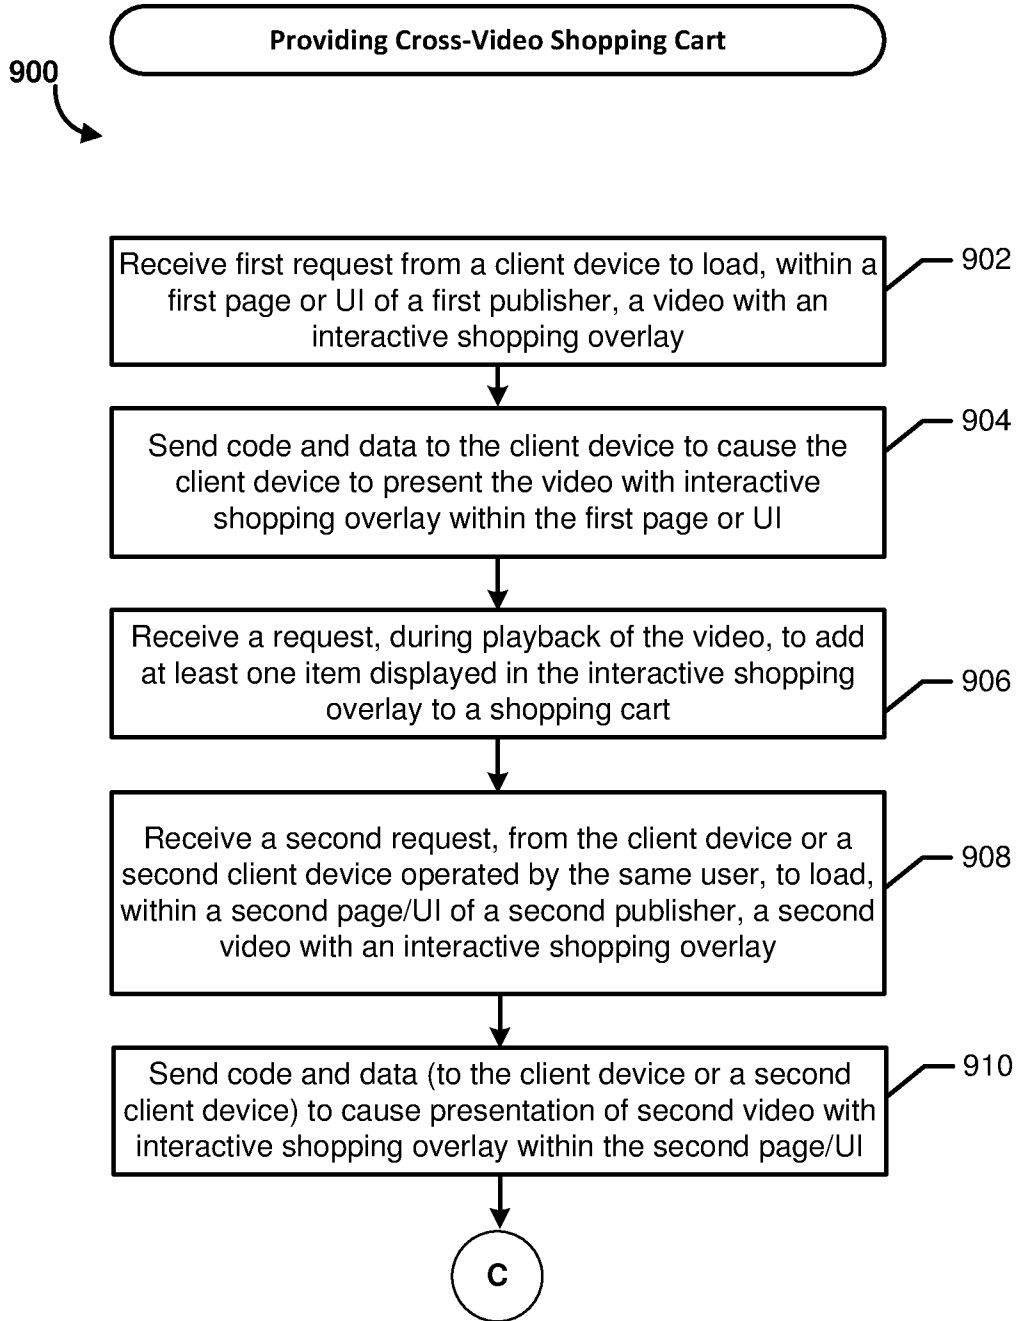 Providing Cross-Video Shopping Cart
900
Receive first request from a client device to load, within a
first page or UI of a first publisher, a video with an
interactive shopping overlay
902
Send code and data to the client device to cause the
client device to present the video with interactive
shopping overlay within the first page or UI
904
Receive a request, during playback of the video, to add
at least one item displayed in the interactive shopping
overlay to a shopping cart
906
Receive a second request, from the client device or a
second client device operated by the same user, to load,
within a second page/UI of a second publisher, a second
video with an interactive shopping overlay
908
Send code and data (to the client device or a second
client device) to cause presentation of second video with
interactive shopping overlay within the second page/UI
910
C